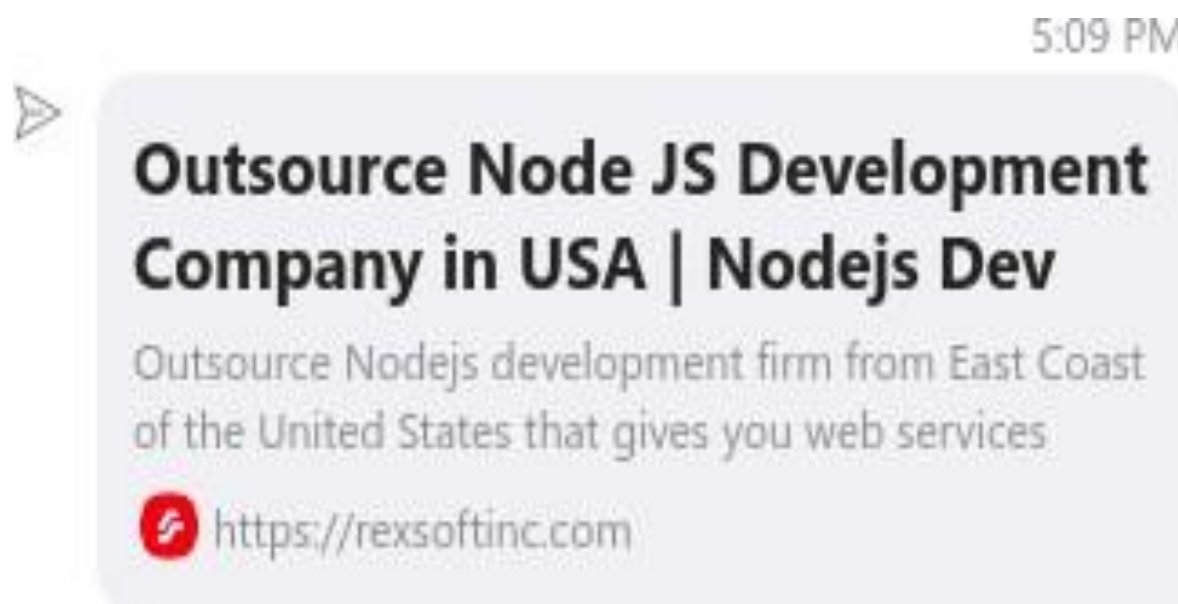 5:09 PM
Outsource Node JS Development
Company in USA | Nodejs Dev
Outsource Nodejs development firm from East Coast
of the United States that gives you web services
https://rexsoftinc.com